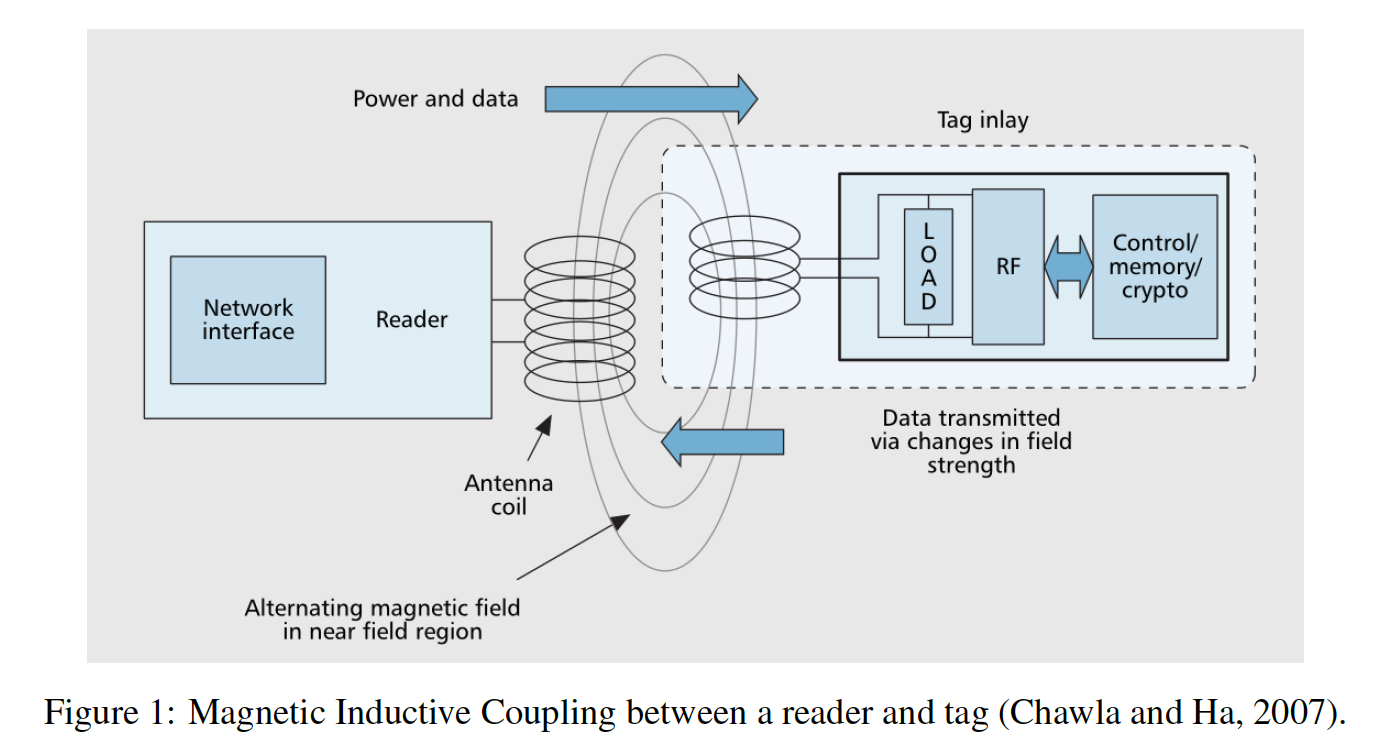 Power and data
Tag inlay
Network
interface
Reader
L
O
A
D
RF
Control/
memory/
crypto
Antenna
coil
Data transmitted
via changes in field
strength
Alternating magnetic field
in near field region
Figure 1: Magnetic Inductive Coupling between a reader and tag (Chawla and Ha, 2007).